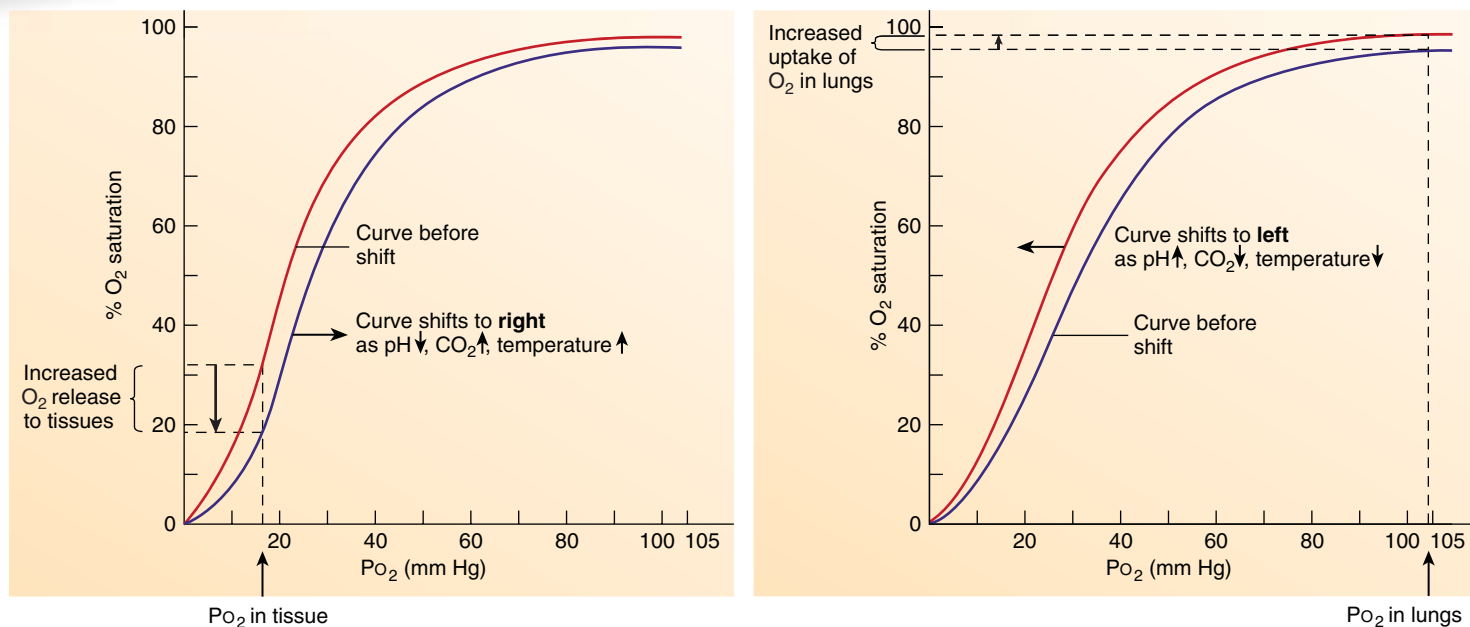 100
80
60
40
20
0
% O2 saturation
Curve before
shift
Curve shifts to right
as pH↓, CO2↑, temperature↑
Increased
O2 release
to tissues
20 40 60 80 100 105
PO2 (mm Hg)
PO2 in tissue
Increased
uptake of
O2 in lungs
100
80
60
40
20
0
% O2 saturation
Curve shifts to left
as pH↑, CO2↓, temperature↓
Curve before
shift
20 40 60 80 100 105
PO2 (mm Hg)
PO2 in lungs